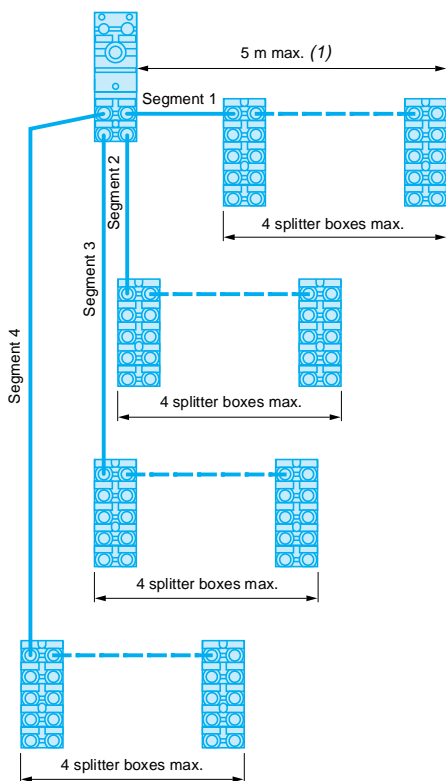 5 m max. (1)
Segment 1
4 splitter boxes max.
Segment 2
4 splitter boxes max.
Segment 3
4 splitter boxes max.
Segment 4
4 splitter boxes max.